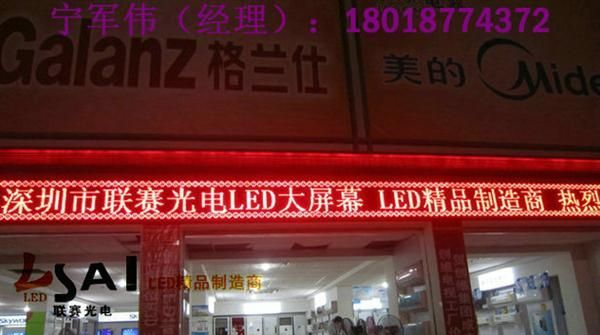 宁军伟（经理）：18018774372
Galanz 格兰仕 美的 Midea
深圳市联赛光电LED大屏幕 LED精品制造商 热烈
LSAI LED精品制造商
LED 联赛光电
Skywo